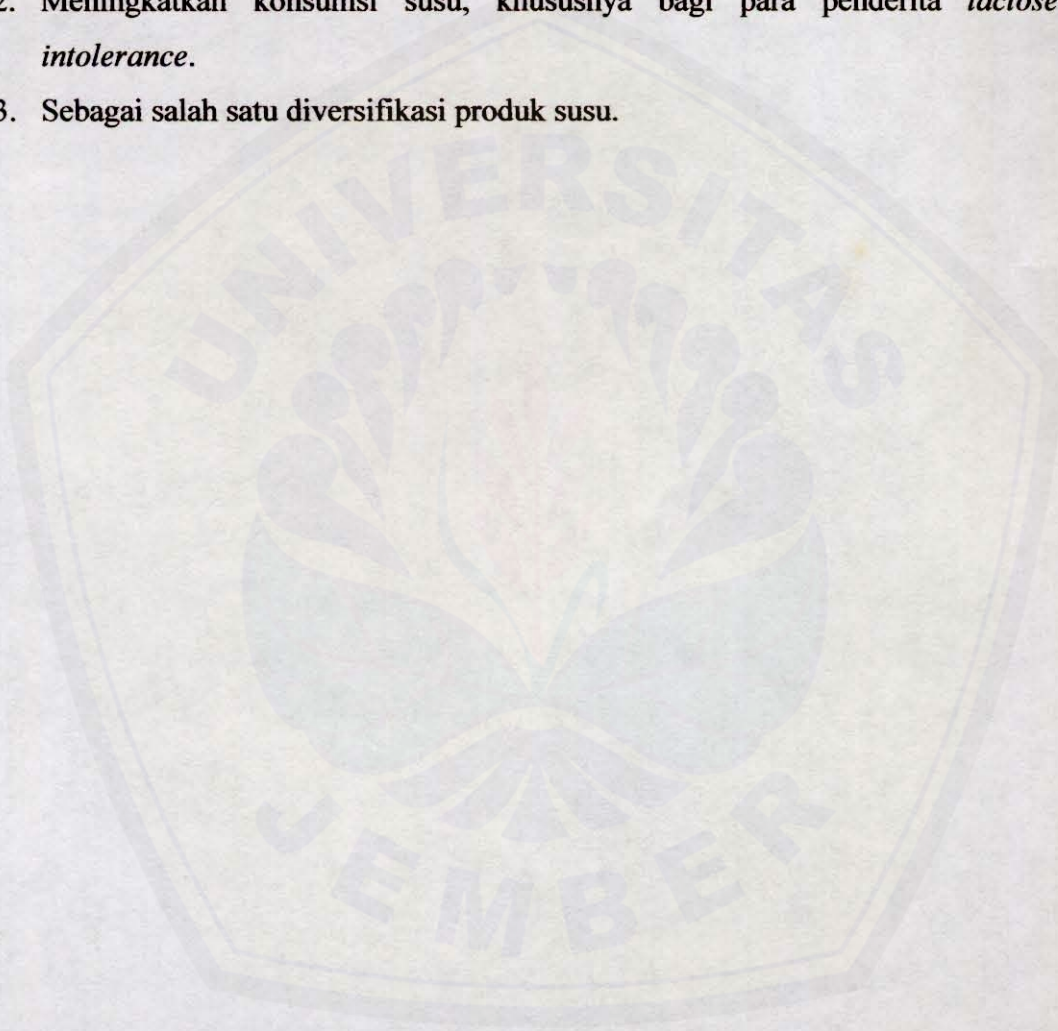 2. Meningkatkan konsumsi susu, khususnya bagi para penderita lactose
intolerance.
3. Sebagai salah satu diversifikasi produk susu.
UNIVERSITAS
JEMBER